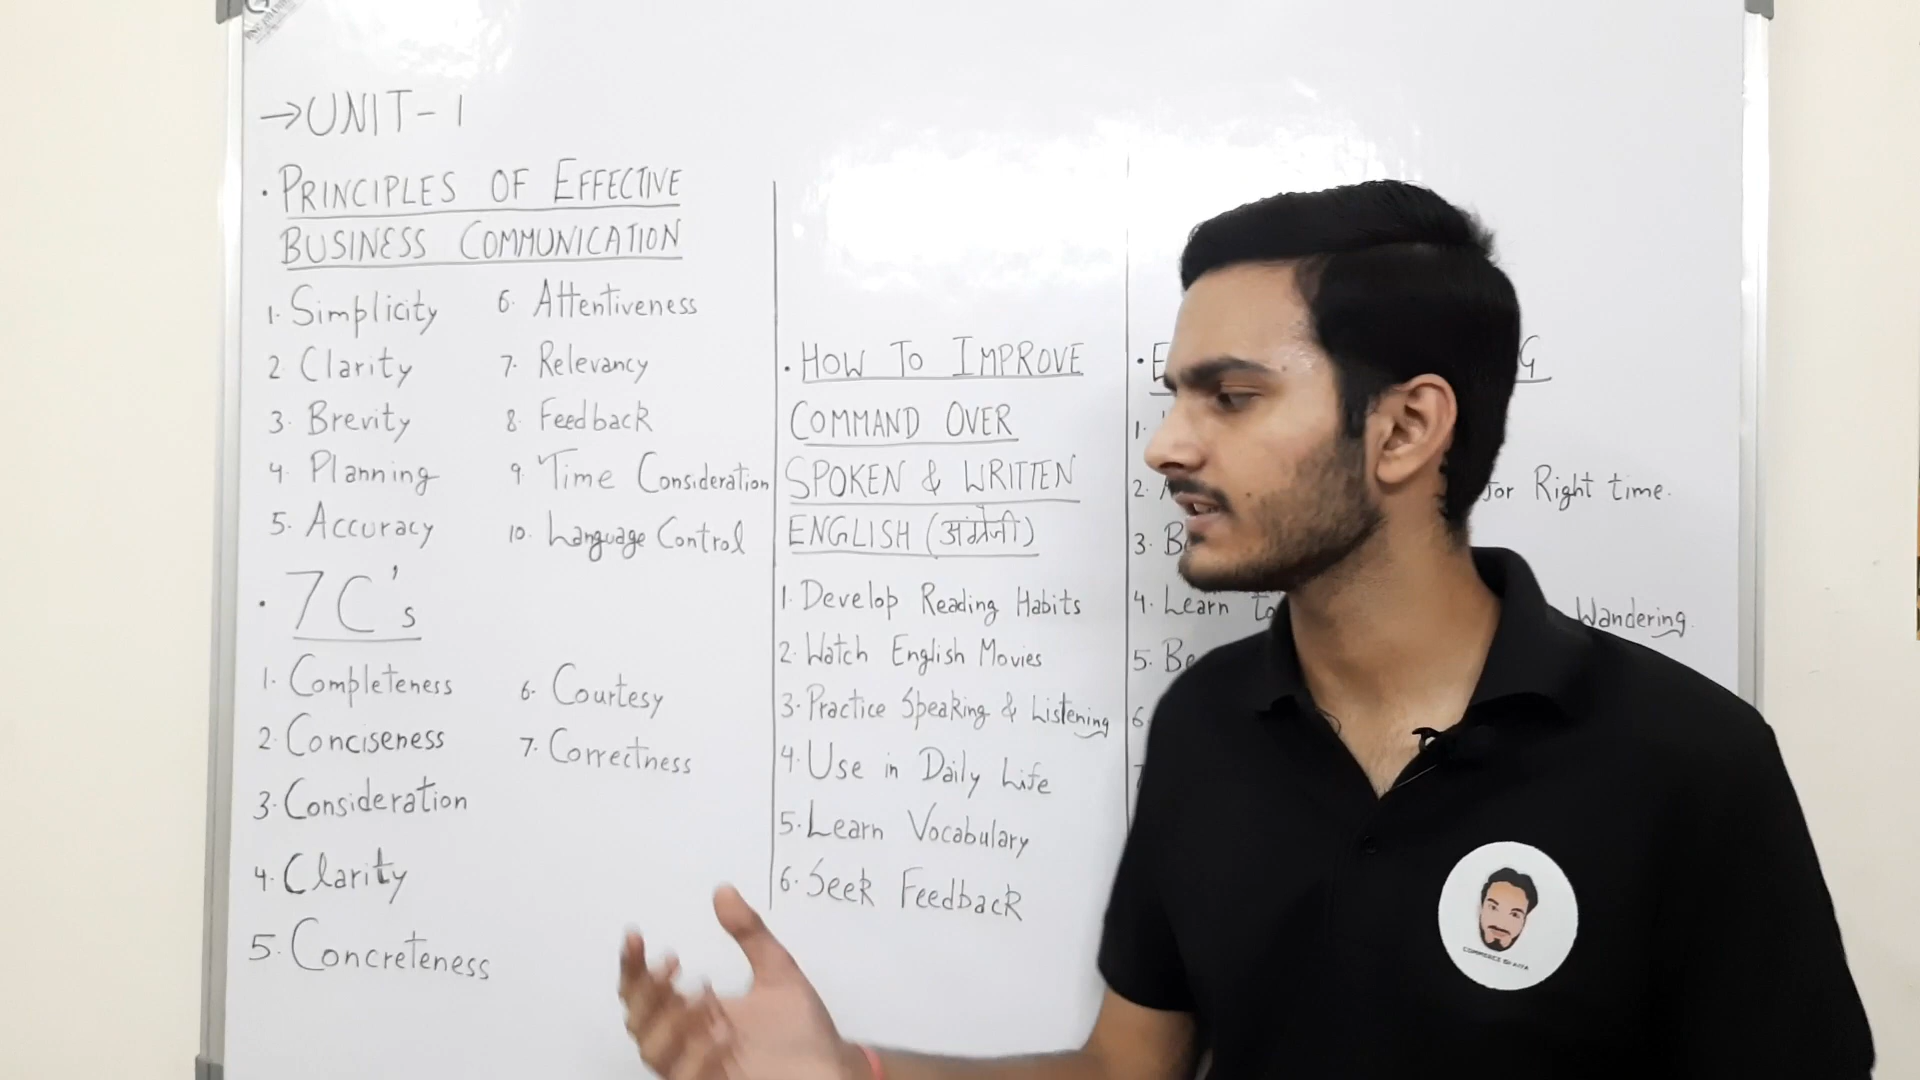 →UNIT-1
• PRINCIPLES OF EFFECTIVE
BUSINESS COMMUNICATION
1. Simplicity
2 Clarity
3. Brevity
4. Planning
5. Accuracy
6. Attentiveness
7. Relevancy
8. Feedback
9. Time Consideration
10. Language Control
• 7C's
1. Completeness
2. Conciseness
3. Consideration
4. Clarity
5. Concreteness
6. Courtesy
7. Correctness
• HOW TO IMPROVE
COMMAND OVER
SPOKEN & WRITTEN
ENGLISH (अंग्रेजी)
1. Develop Reading Habits
2. Watch English Movies
3. Practice Speaking & Listening
4. Use in Daily Life
5. Learn Vocabulary
6. Seek Feedback
1.
2. for Right time.
3.
4. Learn to Wandering.
5.
6.
COMMERCE